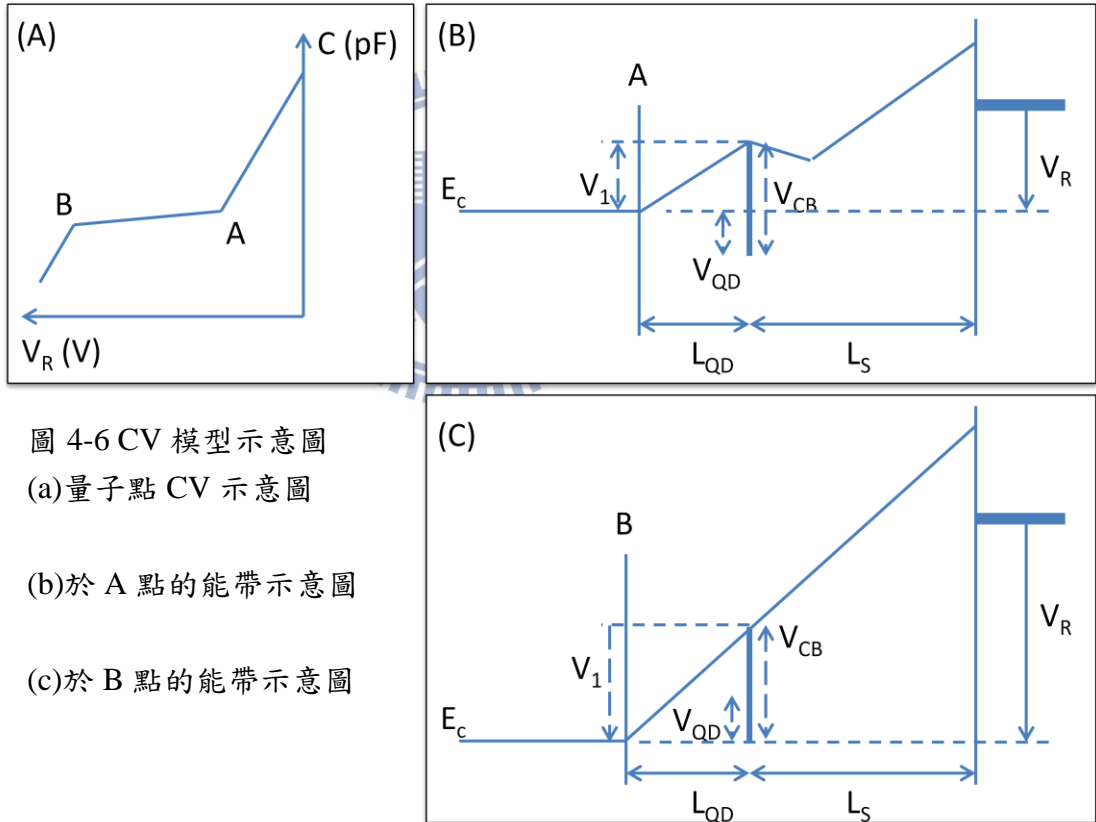 (A)
C (pF)
B
A
V_R (V)
(B)
A
V_1
E_c
V_CB
V_R
V_QD
L_QD
L_S
圖 4-6 CV 模型示意圖
(a)量子點 CV 示意圖
(b)於 A 點的能帶示意圖
(c)於 B 點的能帶示意圖
(C)
B
V_CB
V_R
V_1
V_QD
E_c
L_QD
L_S